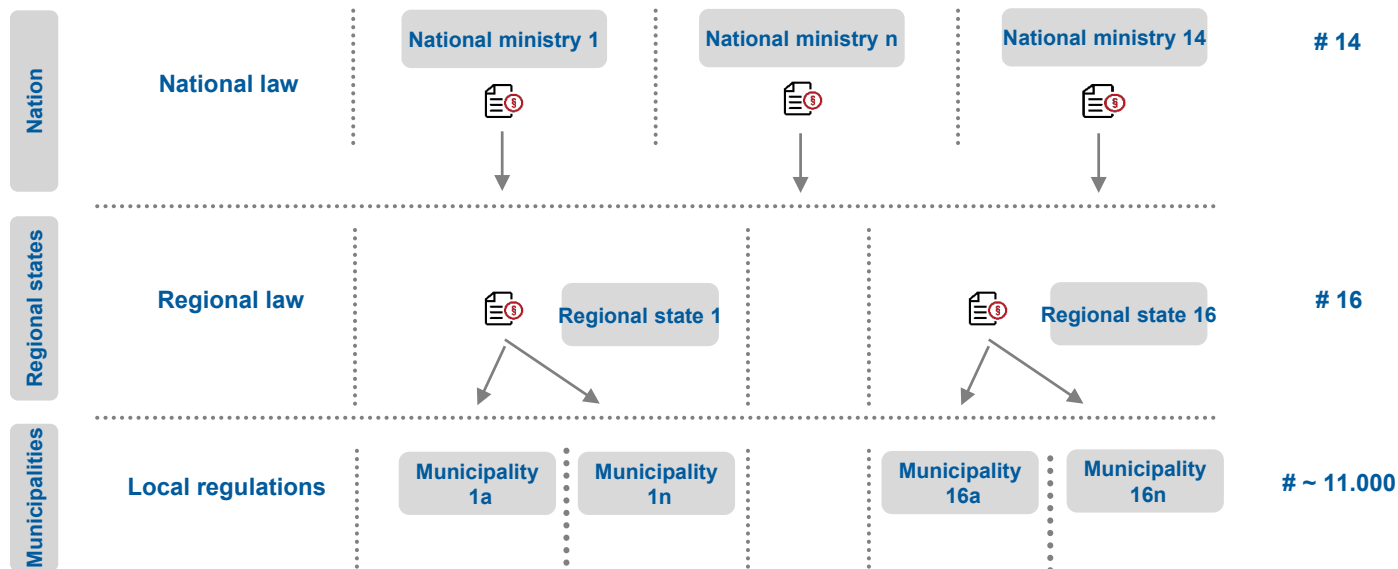 Nation
National law
National ministry 1
§
National ministry n
§
National ministry 14
§
# 14
Regional states
Regional law
§
Regional state 1
§
Regional state 16
# 16
Municipalities
Local regulations
Municipality
1a
Municipality
1n
Municipality
16a
Municipality
16n
# ~ 11.000